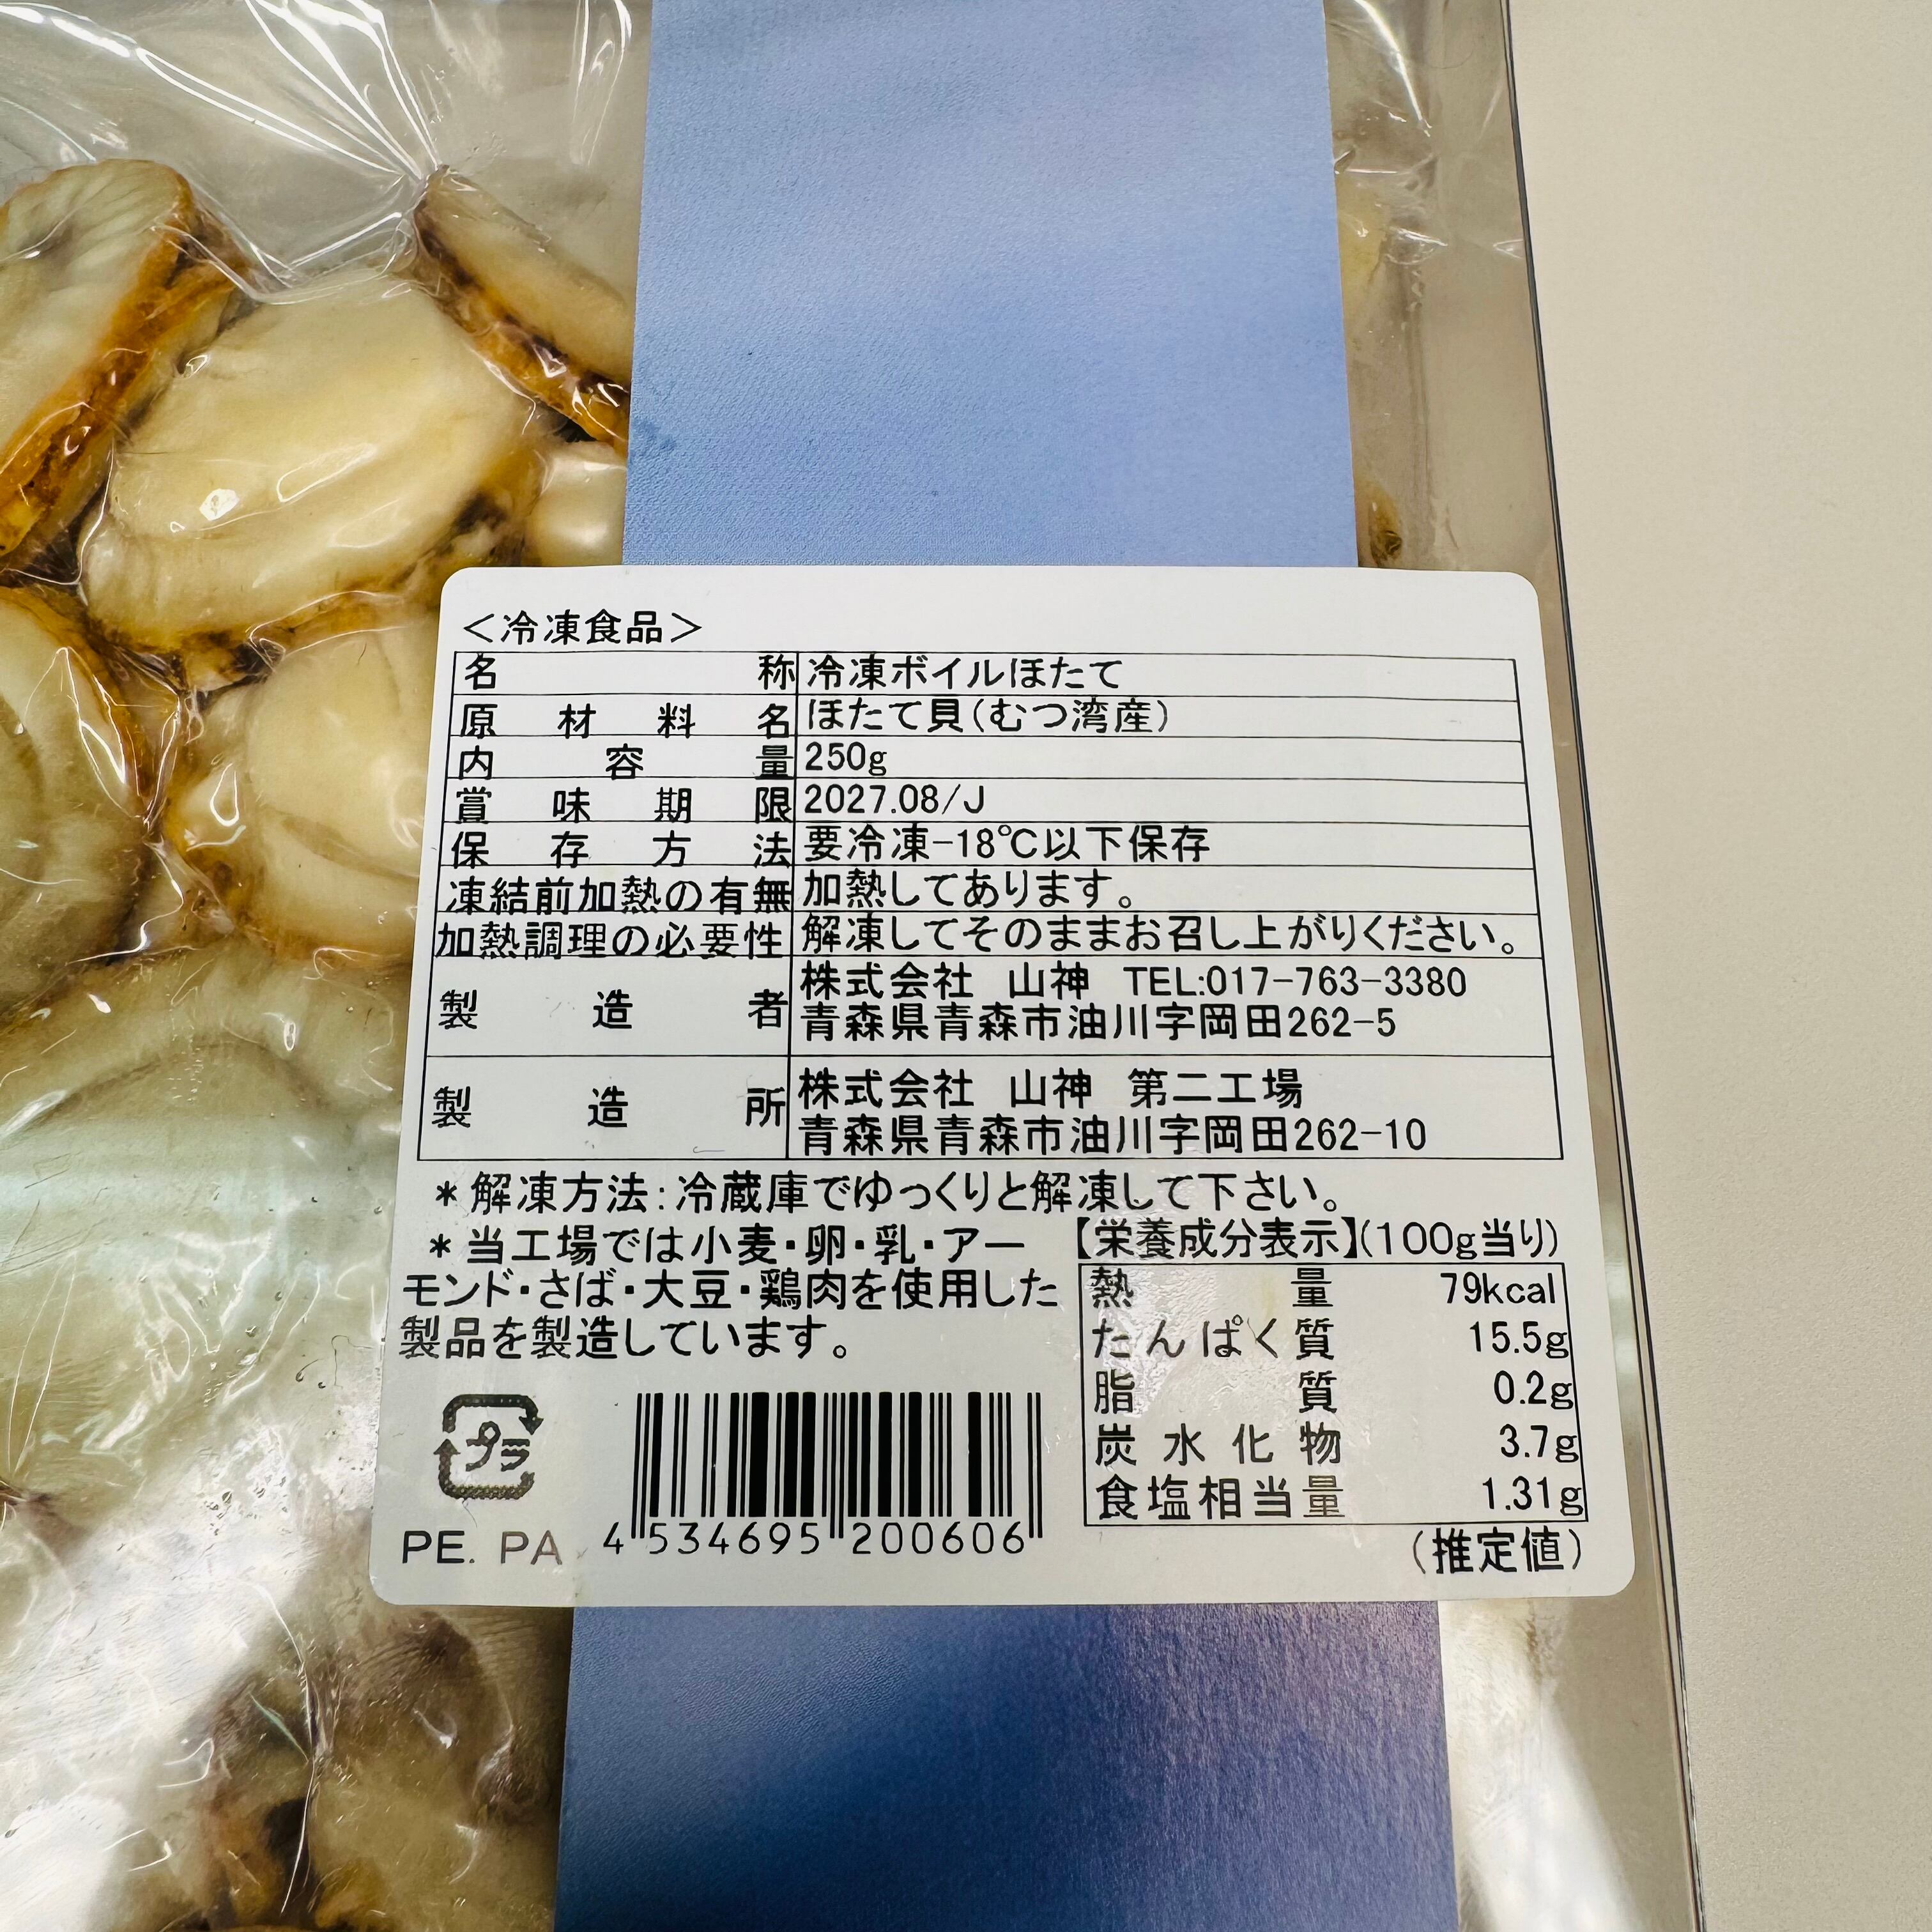 ＜冷凍食品＞
名称 冷凍ボイルほたて
原材料名 ほたて貝(むつ湾産)
内容量 250g
賞味期限 2027.08/J
保存方法 要冷凍-18℃以下保存
凍結前加熱の有無 加熱してあります。
加熱調理の必要性 解凍してそのままお召し上がりください。
製造者 株式会社 山神 TEL:017-763-3380
青森県青森市油川字岡田262-5
製造所 株式会社 山神 第二工場
青森県青森市油川字岡田262-10
＊解凍方法:冷蔵庫でゆっくりと解凍して下さい。
＊当工場では小麦・卵・乳・アー
モンド・さば・大豆・鶏肉を使用した
製品を製造しています。
【栄養成分表示】(100g当り)
熱量 79kcal
たんぱく質 15.5g
脂質 0.2g
炭水化物 3.7g
食塩相当量 1.31g
(推定値)
プラ
PE. PA
4 534695 200606